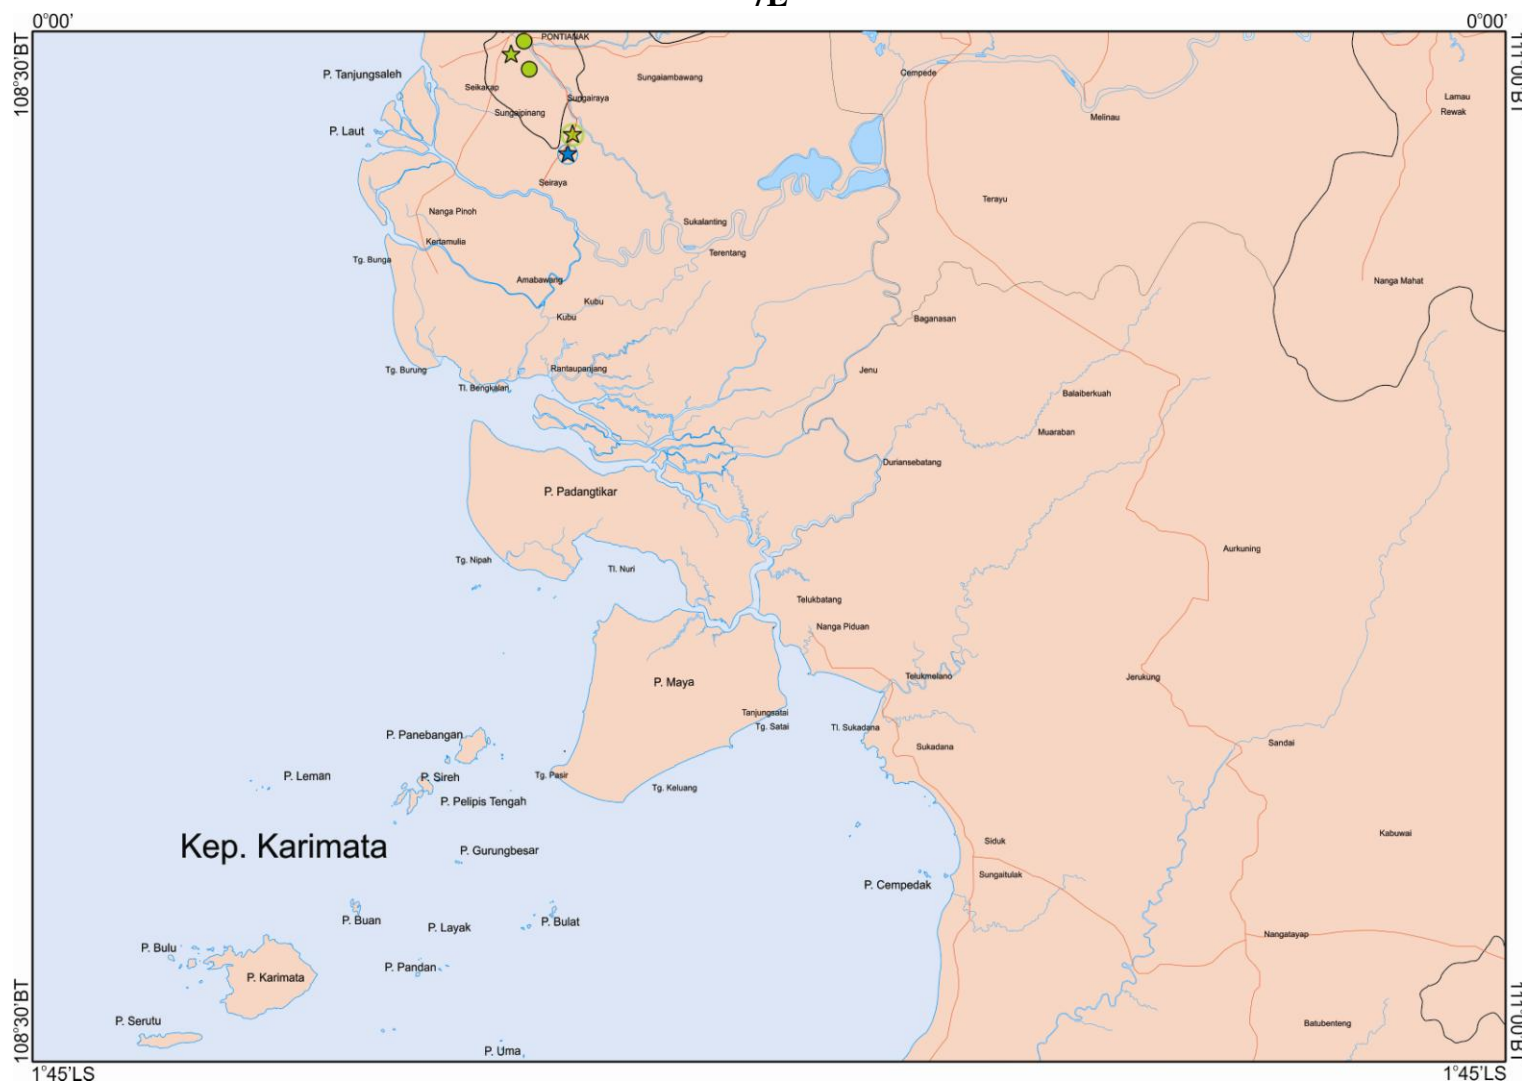 0°00'
0°00'
108°30'BT
111°00'BT
PONTIANAK
P. Tanjungsaleh
Cempede
Sungaiambawang
Seikakap
Sungairaya
Lamau
Rewak
Sungaipinang
Melinau
P. Laut
Seiraya
Terayu
Nanga Pinoh
Sukalanting
Kertamulia
Terentang
Tg. Bunga
Amabawang
Nanga Mahat
Kubu
Kubu
Baganasan
Tg. Burung
Rantaupanjang
Jenu
Tl. Bengkalan
Balaiberkuah
Muaraban
Duriansebatang
P. Padangtikar
Aurkuning
Tg. Nipah
Tl. Nuri
Telukbatang
Nanga Piduan
P. Maya
Telukmelano
Jerukung
Tanjungsatai
Tg. Satai
Tl. Sukadana
P. Panebangan
Sukadana
Sandai
P. Leman
P. Sireh
Tg. Pasir
Tg. Keluang
P. Pelipis Tengah
Kep. Karimata
Kabuwai
P. Gurungbesar
Siduk
Sungaitulak
P. Cempedak
P. Buan
P. Layak
P. Bulat
Nangatayap
P. Bulu
P. Pandan
P. Karimata
P. Serutu
Batubenteng
P. Uma
108°30'BT
111°00'BT
1°45'LS
1°45'LS